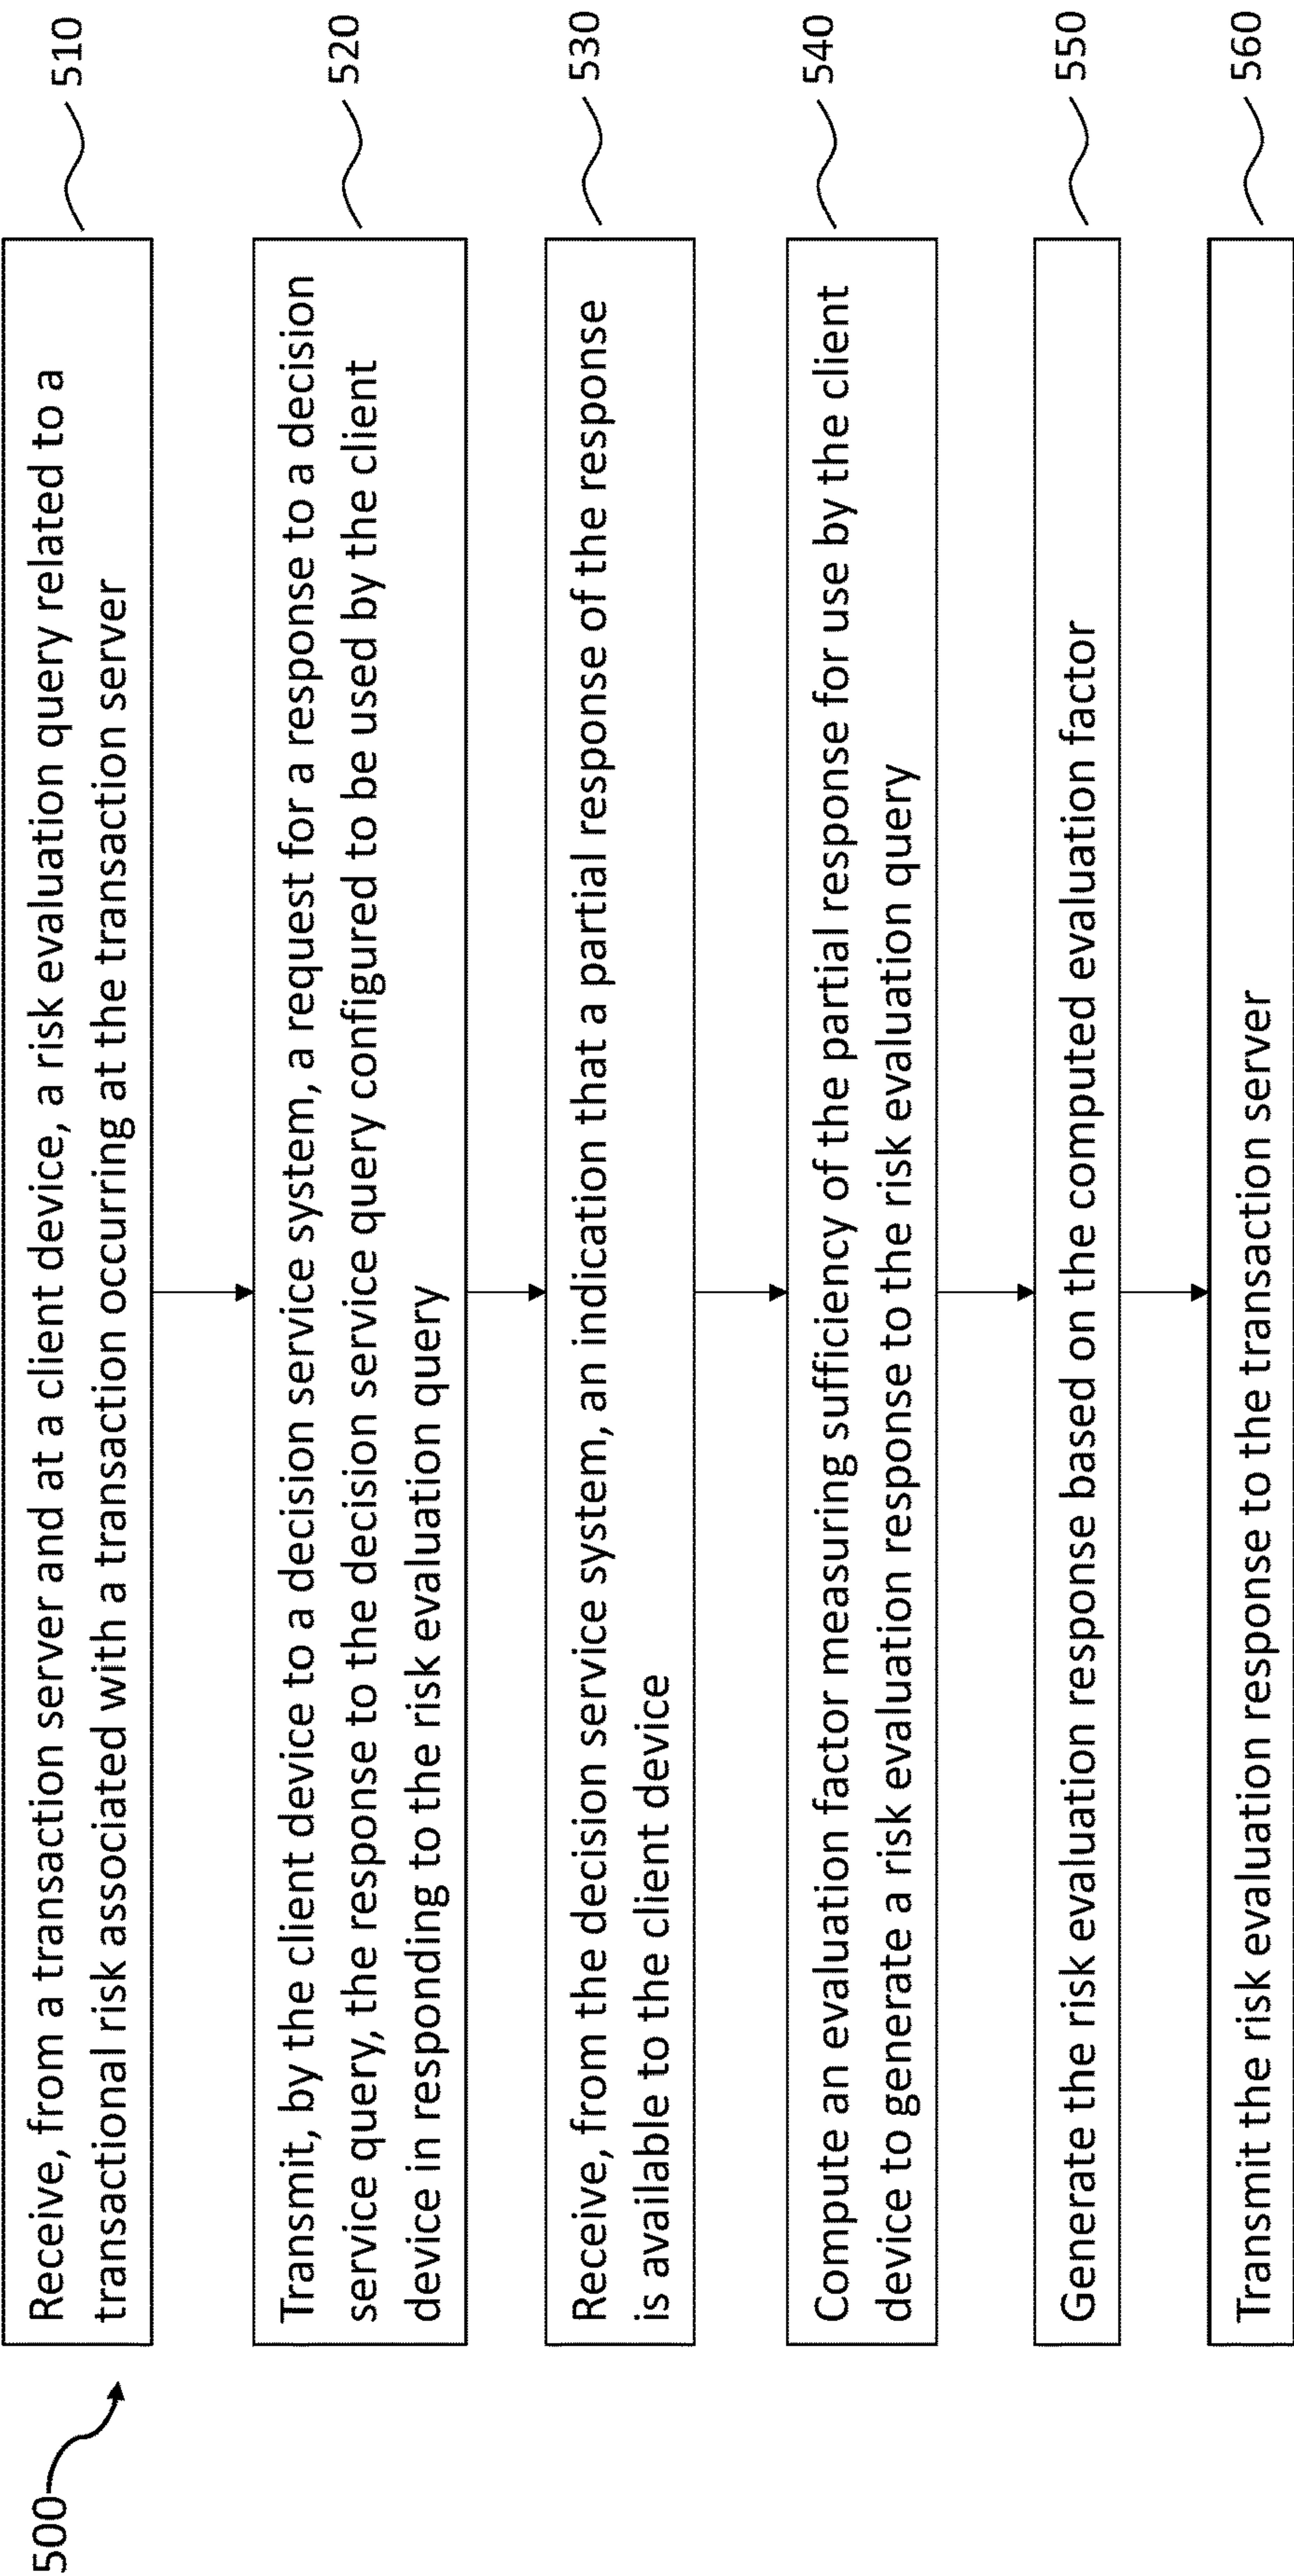 500
Receive, from a transaction server and at a client device, a risk evaluation query related to a
transactional risk associated with a transaction occurring at the transaction server
510
Transmit, by the client device to a decision service system, a request for a response to a decision
service query, the response to the decision service query configured to be used by the client
device in responding to the risk evaluation query
520
Receive, from the decision service system, an indication that a partial response of the response
is available to the client device
530
Compute an evaluation factor measuring sufficiency of the partial response for use by the client
device to generate a risk evaluation response to the risk evaluation query
540
Generate the risk evaluation response based on the computed evaluation factor
550
Transmit the risk evaluation response to the transaction server
560